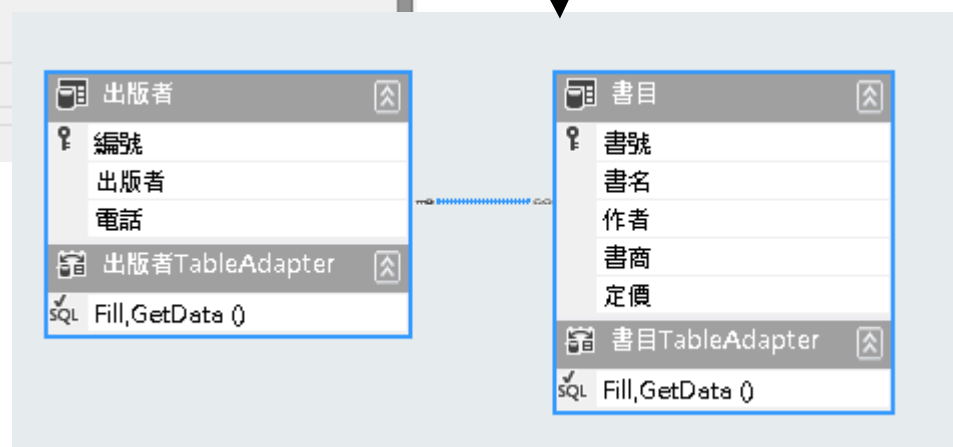 出版者
編號
出版者
電話
出版者TableAdapter
SQL Fill,GetData ()
書目
書號
書名
作者
書商
定價
書目TableAdapter
SQL Fill,GetData ()